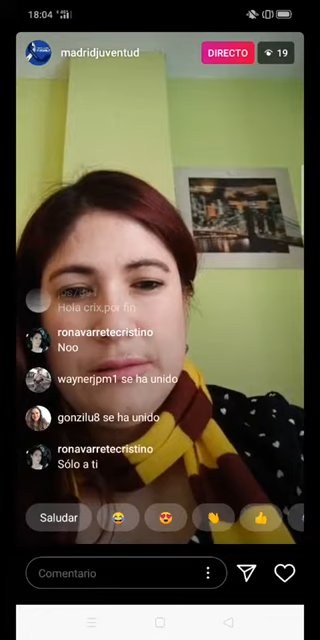 18:04
madridjuventud
DIRECTO
19
Hola crix,por fin
ronavarretecristino
Noo
waynerjpm1 se ha unido
gonzilu8 se ha unido
ronavarretecristino
Sólo a ti
Saludar
Comentario